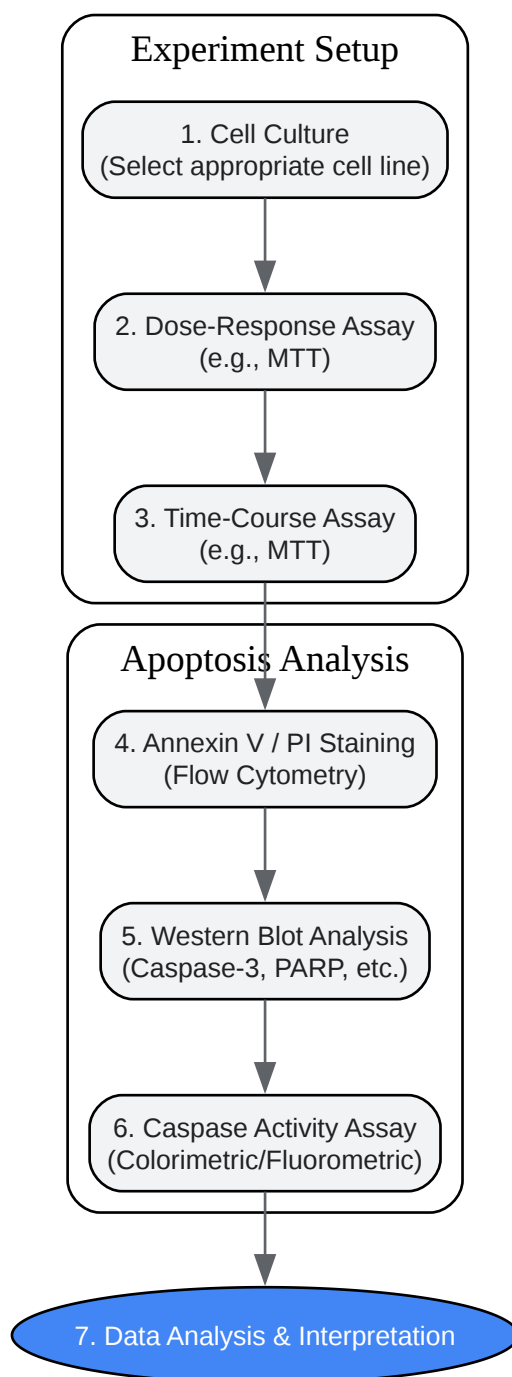 Experiment Setup
1. Cell Culture
(Select appropriate cell line)
2. Dose-Response Assay
(e.g., MTT)
3. Time-Course Assay
(e.g., MTT)
Apoptosis Analysis
4. Annexin V / PI Staining
(Flow Cytometry)
5. Western Blot Analysis
(Caspase-3, PARP, etc.)
6. Caspase Activity Assay
(Colorimetric/Fluorometric)
7. Data Analysis & Interpretation